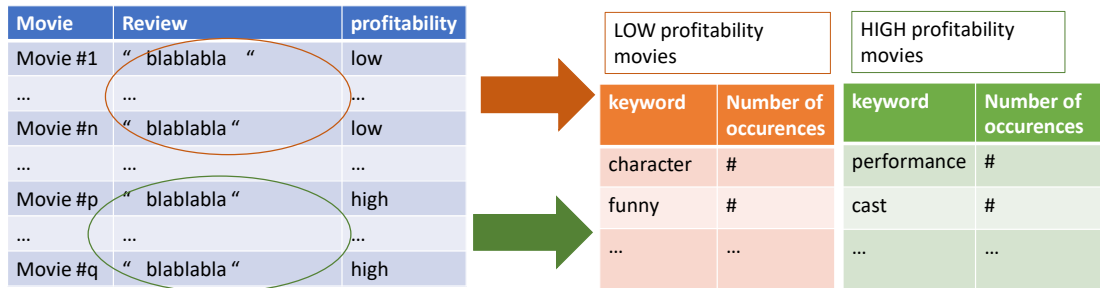 Movie Review profitability
Movie #1 “ blablabla “ low
... ... ...
Movie #n “ blablabla “ low
... ... ...
Movie #p “ blablabla “ high
... ... ...
Movie #q “ blablabla “ high
LOW profitability
movies
keyword Number of
occurences
character #
funny #
... ...
HIGH profitability
movies
keyword Number of
occurences
performance #
cast #
... ...